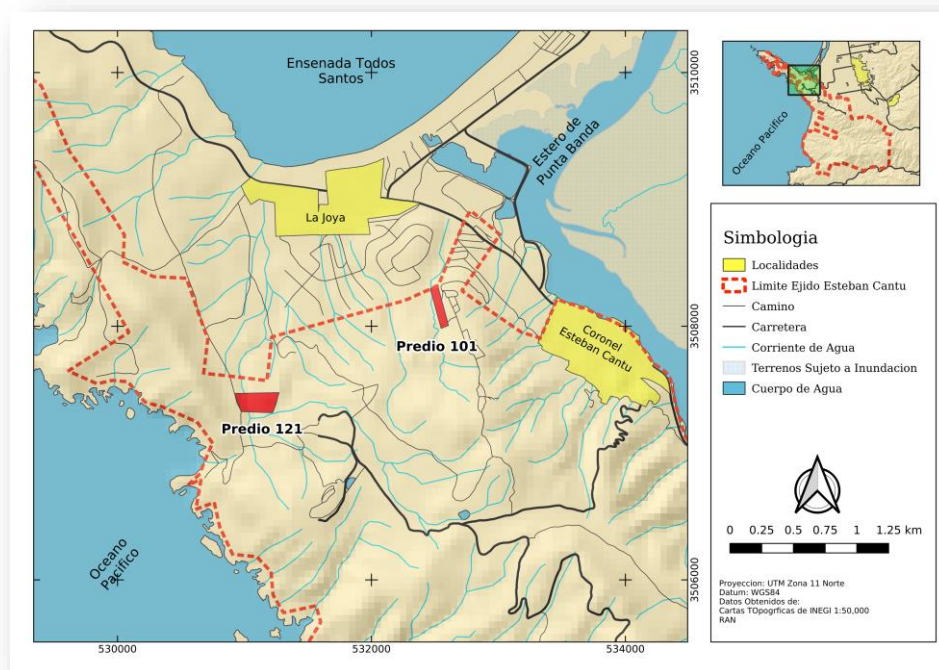 Ensenada Todos
Santos
Estero de
Punta Banda
La Joya
Predio 101
Coronel
Esteban Cantu
Predio 121
Oceano
Pacifico
3510000
3508000
3506000
530000
532000
534000
Oceano Pacifico
Simbologia
Localidades
Limite Ejido Esteban Cantu
Camino
Carretera
Corriente de Agua
Terrenos Sujeto a Inundacion
Cuerpo de Agua
0 0.25 0.5 0.75 1 1.25 km
Proyeccion: UTM Zona 11 Norte
Datum: WGS84
Datos Obtenidos de:
Cartas TOpogrficas de INEGI 1:50,000
RAN